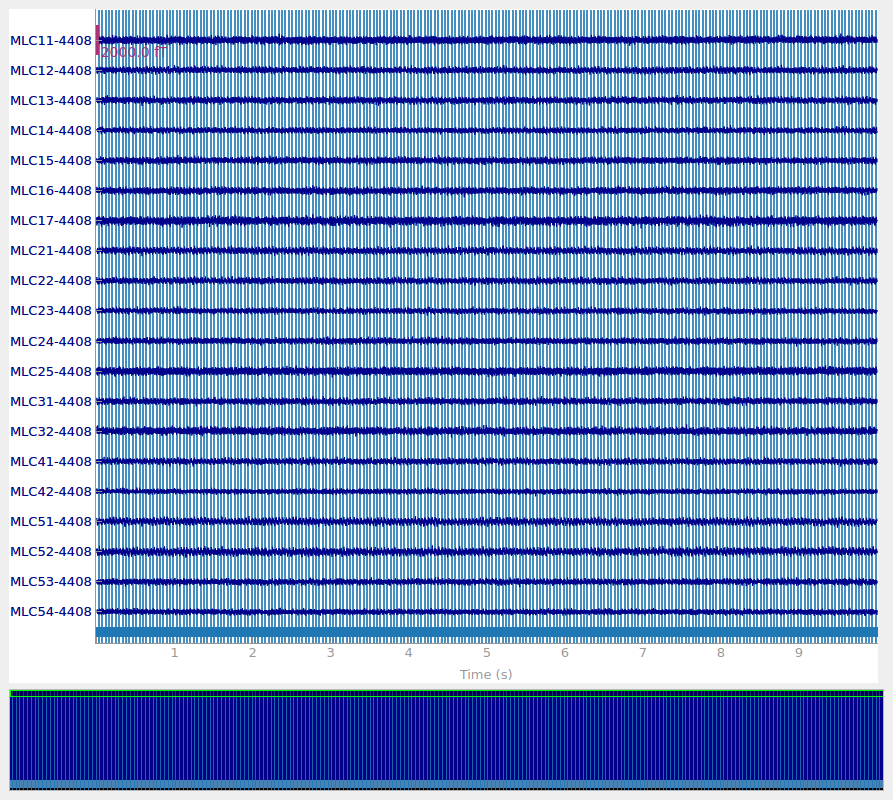 MLC11-4408
2000.0 fT
MLC12-4408
MLC13-4408
MLC14-4408
MLC15-4408
MLC16-4408
MLC17-4408
MLC21-4408
MLC22-4408
MLC23-4408
MLC24-4408
MLC25-4408
MLC31-4408
MLC32-4408
MLC41-4408
MLC42-4408
MLC51-4408
MLC52-4408
MLC53-4408
MLC54-4408
1 2 3 4 5 6 7 8 9
Time (s)